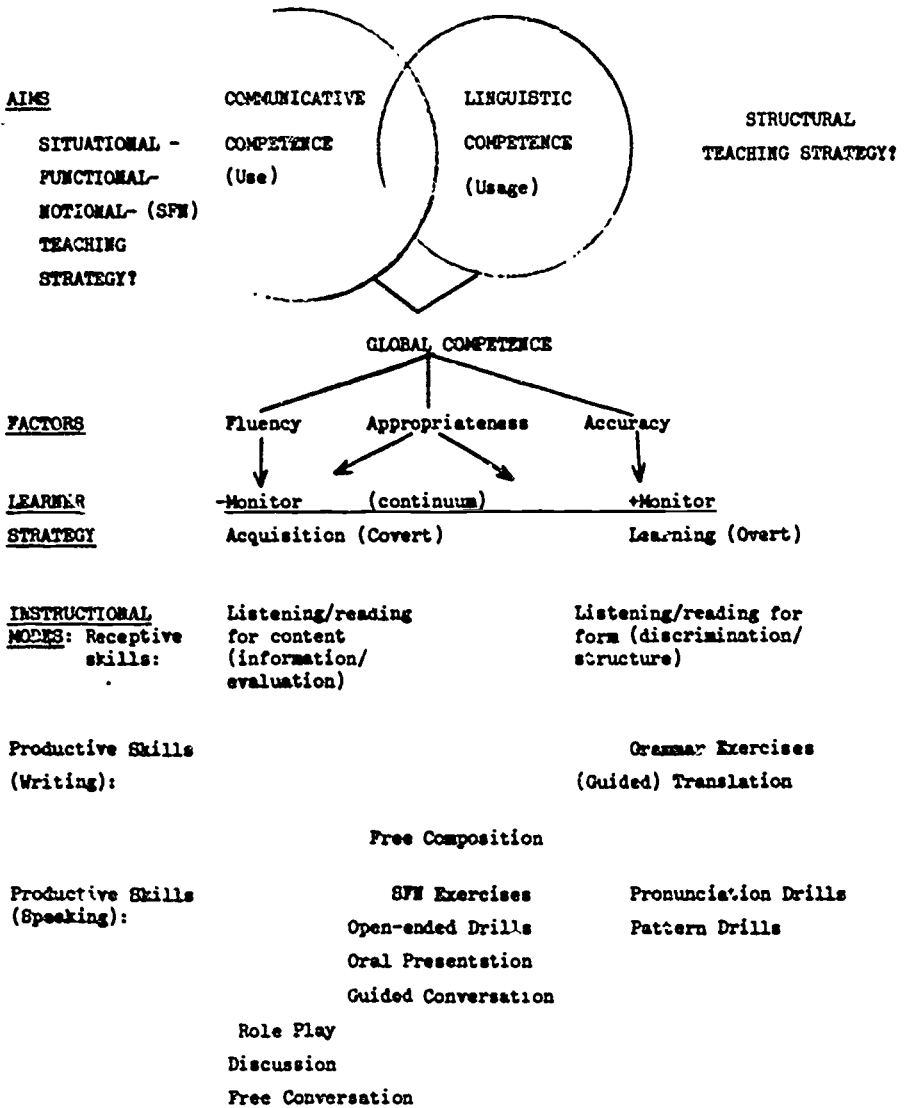 AIMS COMMUNICATIVE LINGUISTIC
STRUCTURAL
SITUATIONAL - COMPETENCE COMPETENCE TEACHING STRATEGY?
FUNCTIONAL- (Use) (Usage)
NOTIONAL- (SFN)
TEACHING
STRATEGY?
GLOBAL COMPETENCE
FACTORS Fluency Appropriateness Accuracy
LEARNER -Monitor (continuum) +Monitor
STRATEGY Acquisition (Covert) Learning (Overt)
INSTRUCTIONAL Listening/reading Listening/reading for
MODES: Receptive for content form (discrimination/
skills: (information/ structure)
evaluation)
Productive Skills Grammar Exercises
(Writing): (Guided) Translation
Free Composition
Productive Skills SFN Exercises Pronunciation Drills
(Speaking): Open-ended Drills Pattern Drills
Oral Presentation
Guided Conversation
Role Play
Discussion
Free Conversation